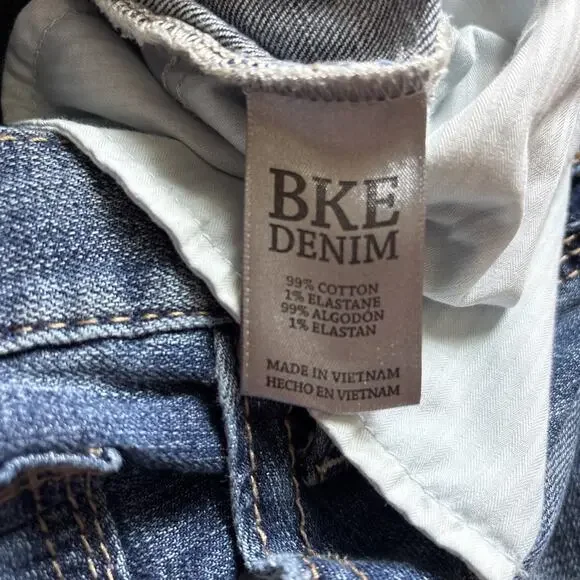 BKE
DENIM
99% COTTON
1% ELASTANE
99% ALGODÓN
1% ELASTAN
MADE IN VIETNAM
HECHO EN VIETNAM